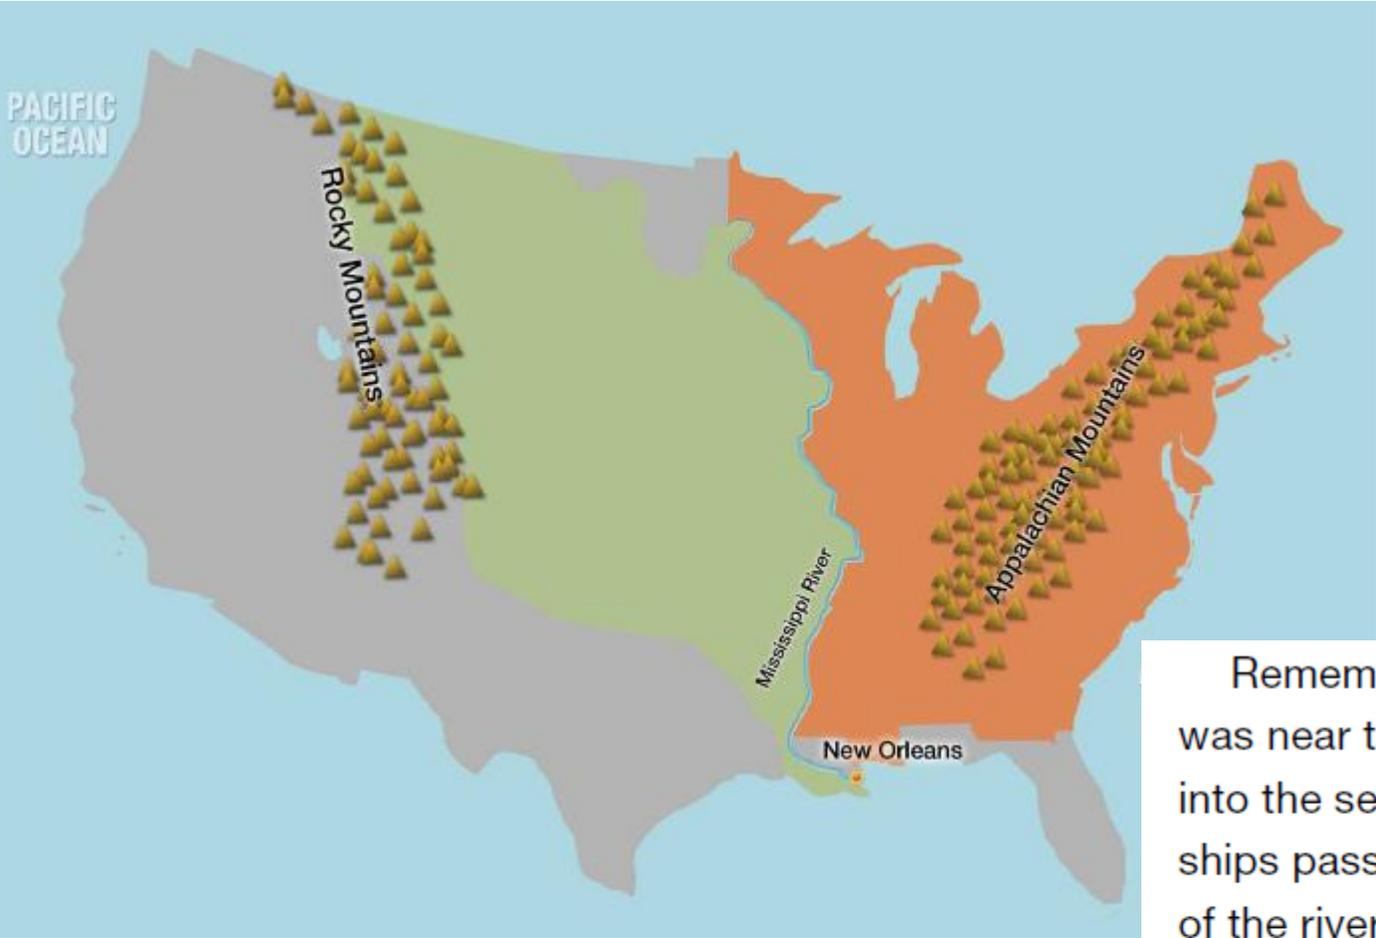 PACIFIC
OCEAN
Rocky Mountains
Appalachian Mountains
Mississippi River
New Orleans
Remem
was near t
into the se
ships pass
of the river